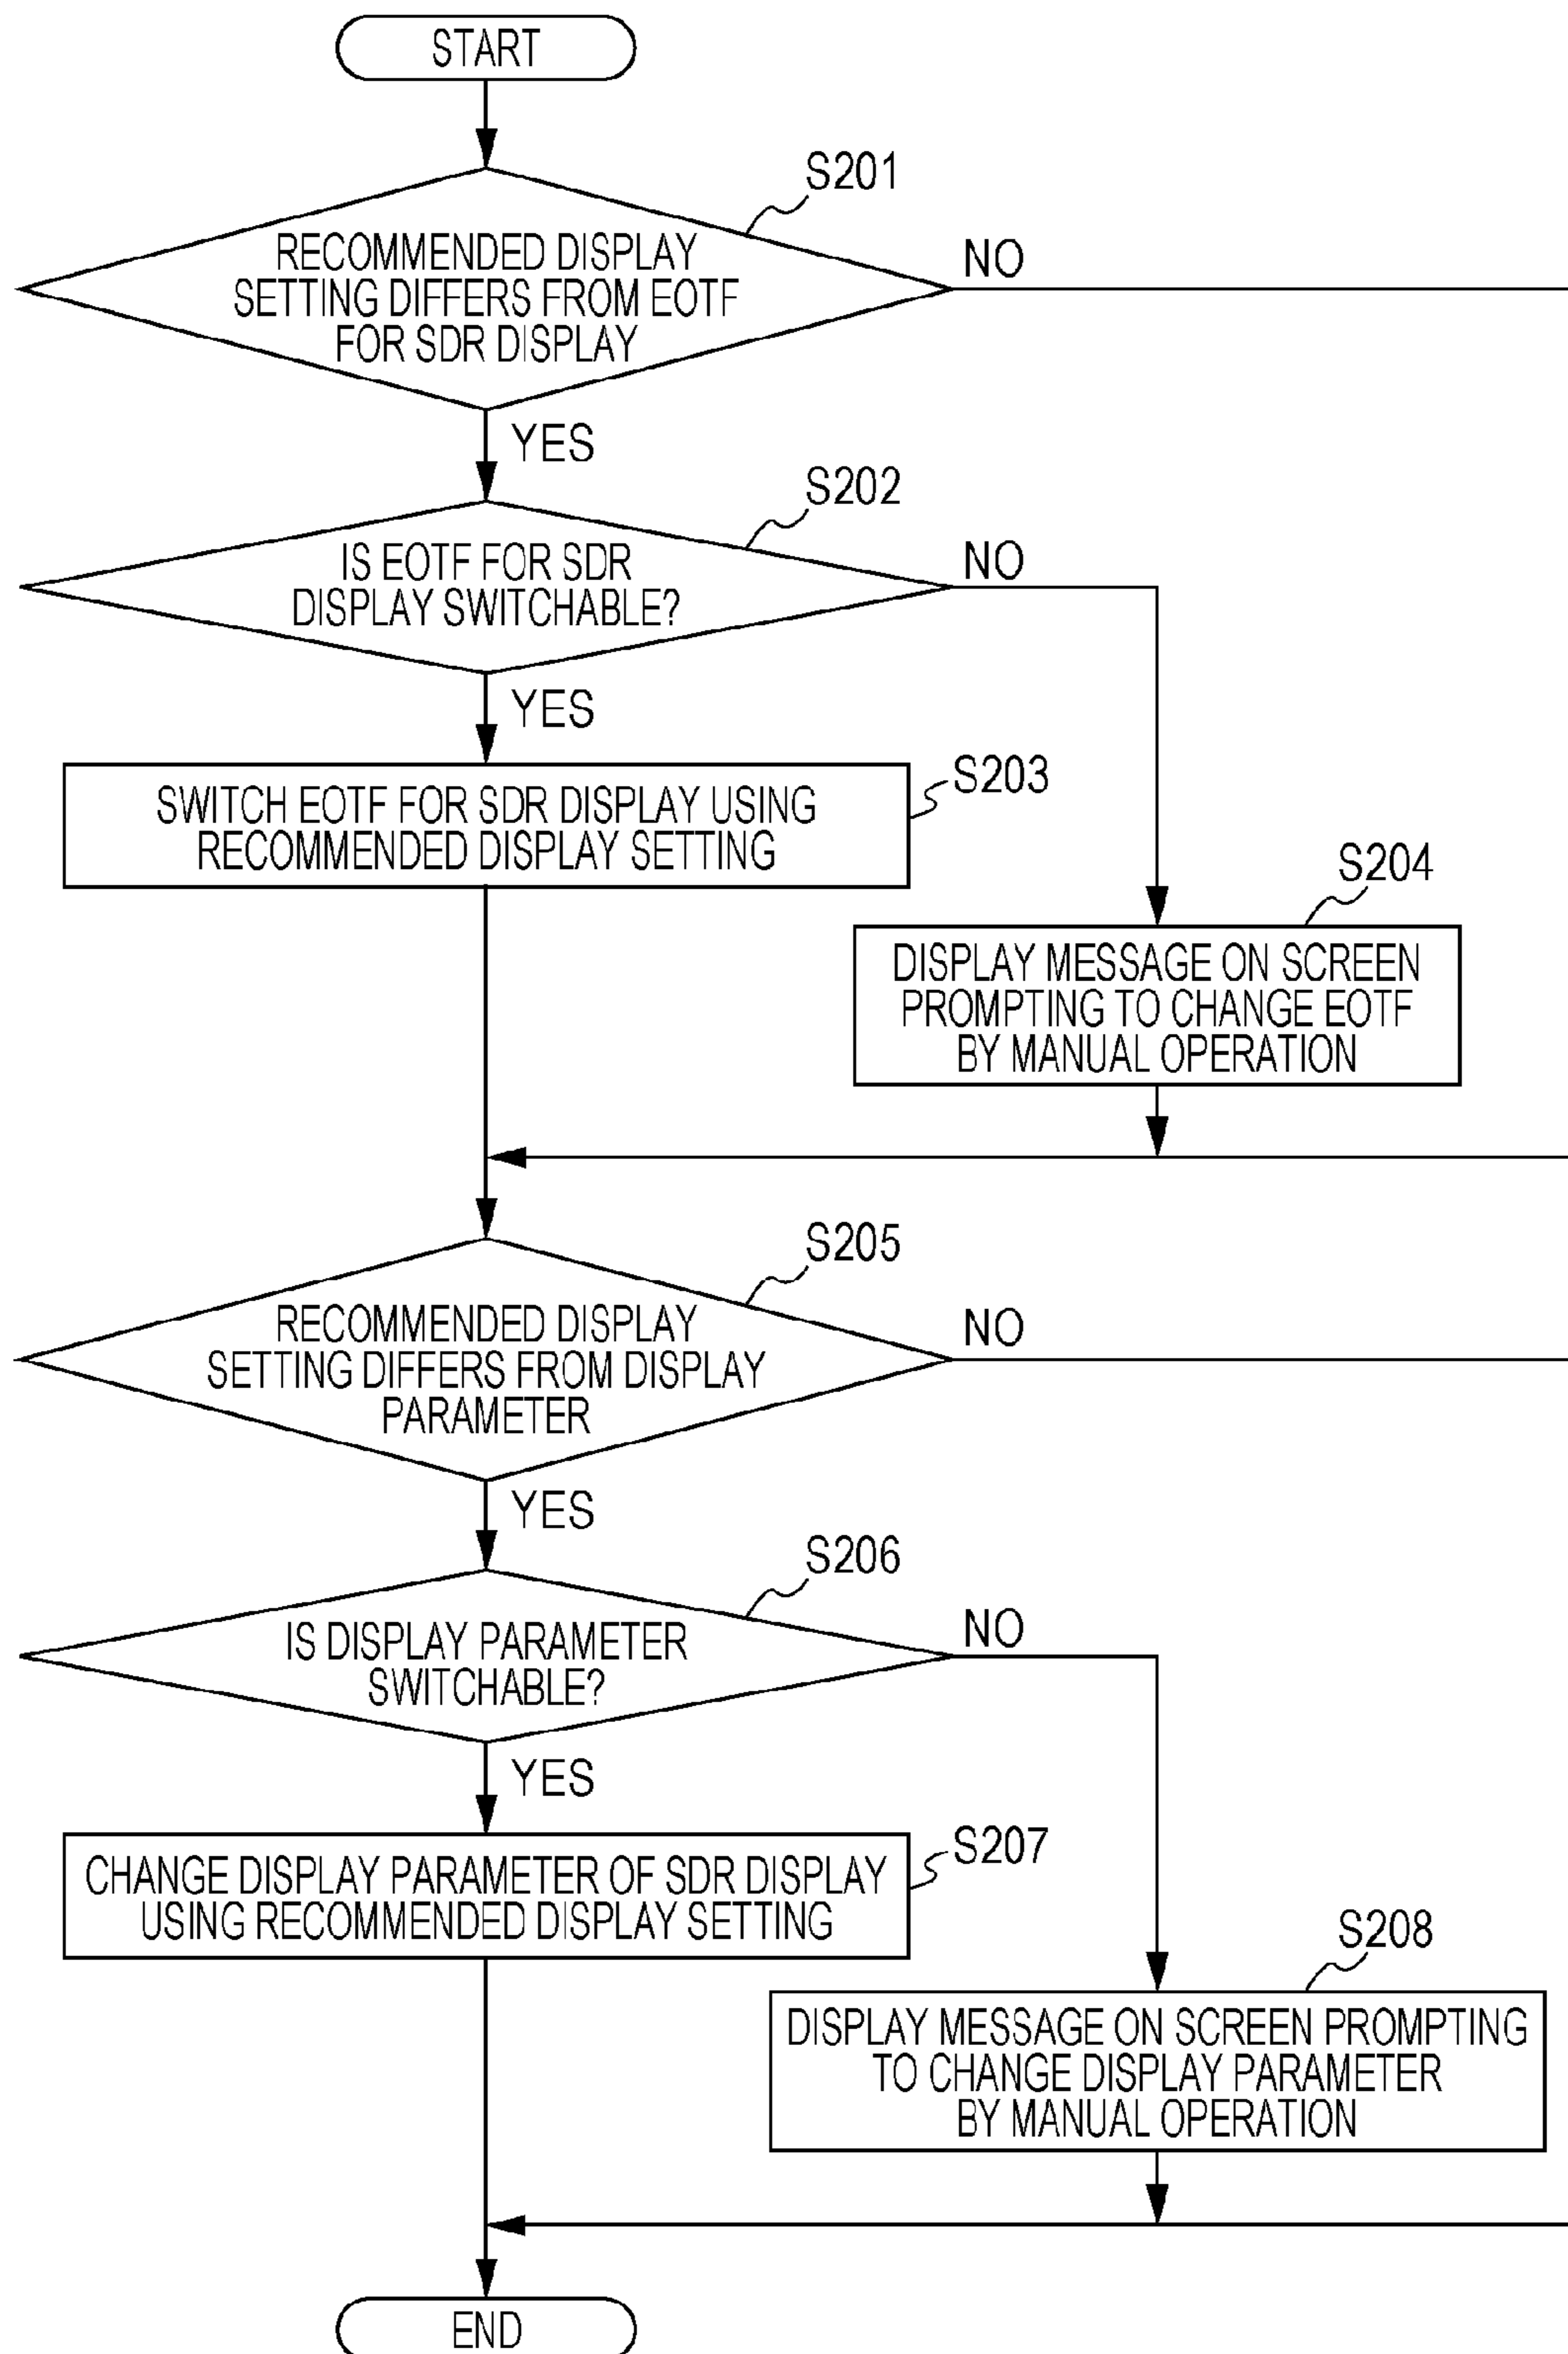 START
S201
RECOMMENDED DISPLAY
SETTING DIFFERS FROM EOTF
FOR SDR DISPLAY
NO
YES
S202
IS EOTF FOR SDR
DISPLAY SWITCHABLE?
NO
YES
S203
SWITCH EOTF FOR SDR DISPLAY USING
RECOMMENDED DISPLAY SETTING
S204
DISPLAY MESSAGE ON SCREEN
PROMPTING TO CHANGE EOTF
BY MANUAL OPERATION
S205
RECOMMENDED DISPLAY
SETTING DIFFERS FROM DISPLAY
PARAMETER
NO
YES
S206
IS DISPLAY PARAMETER
SWITCHABLE?
NO
YES
S207
CHANGE DISPLAY PARAMETER OF SDR DISPLAY
USING RECOMMENDED DISPLAY SETTING
S208
DISPLAY MESSAGE ON SCREEN PROMPTING
TO CHANGE DISPLAY PARAMETER
BY MANUAL OPERATION
END